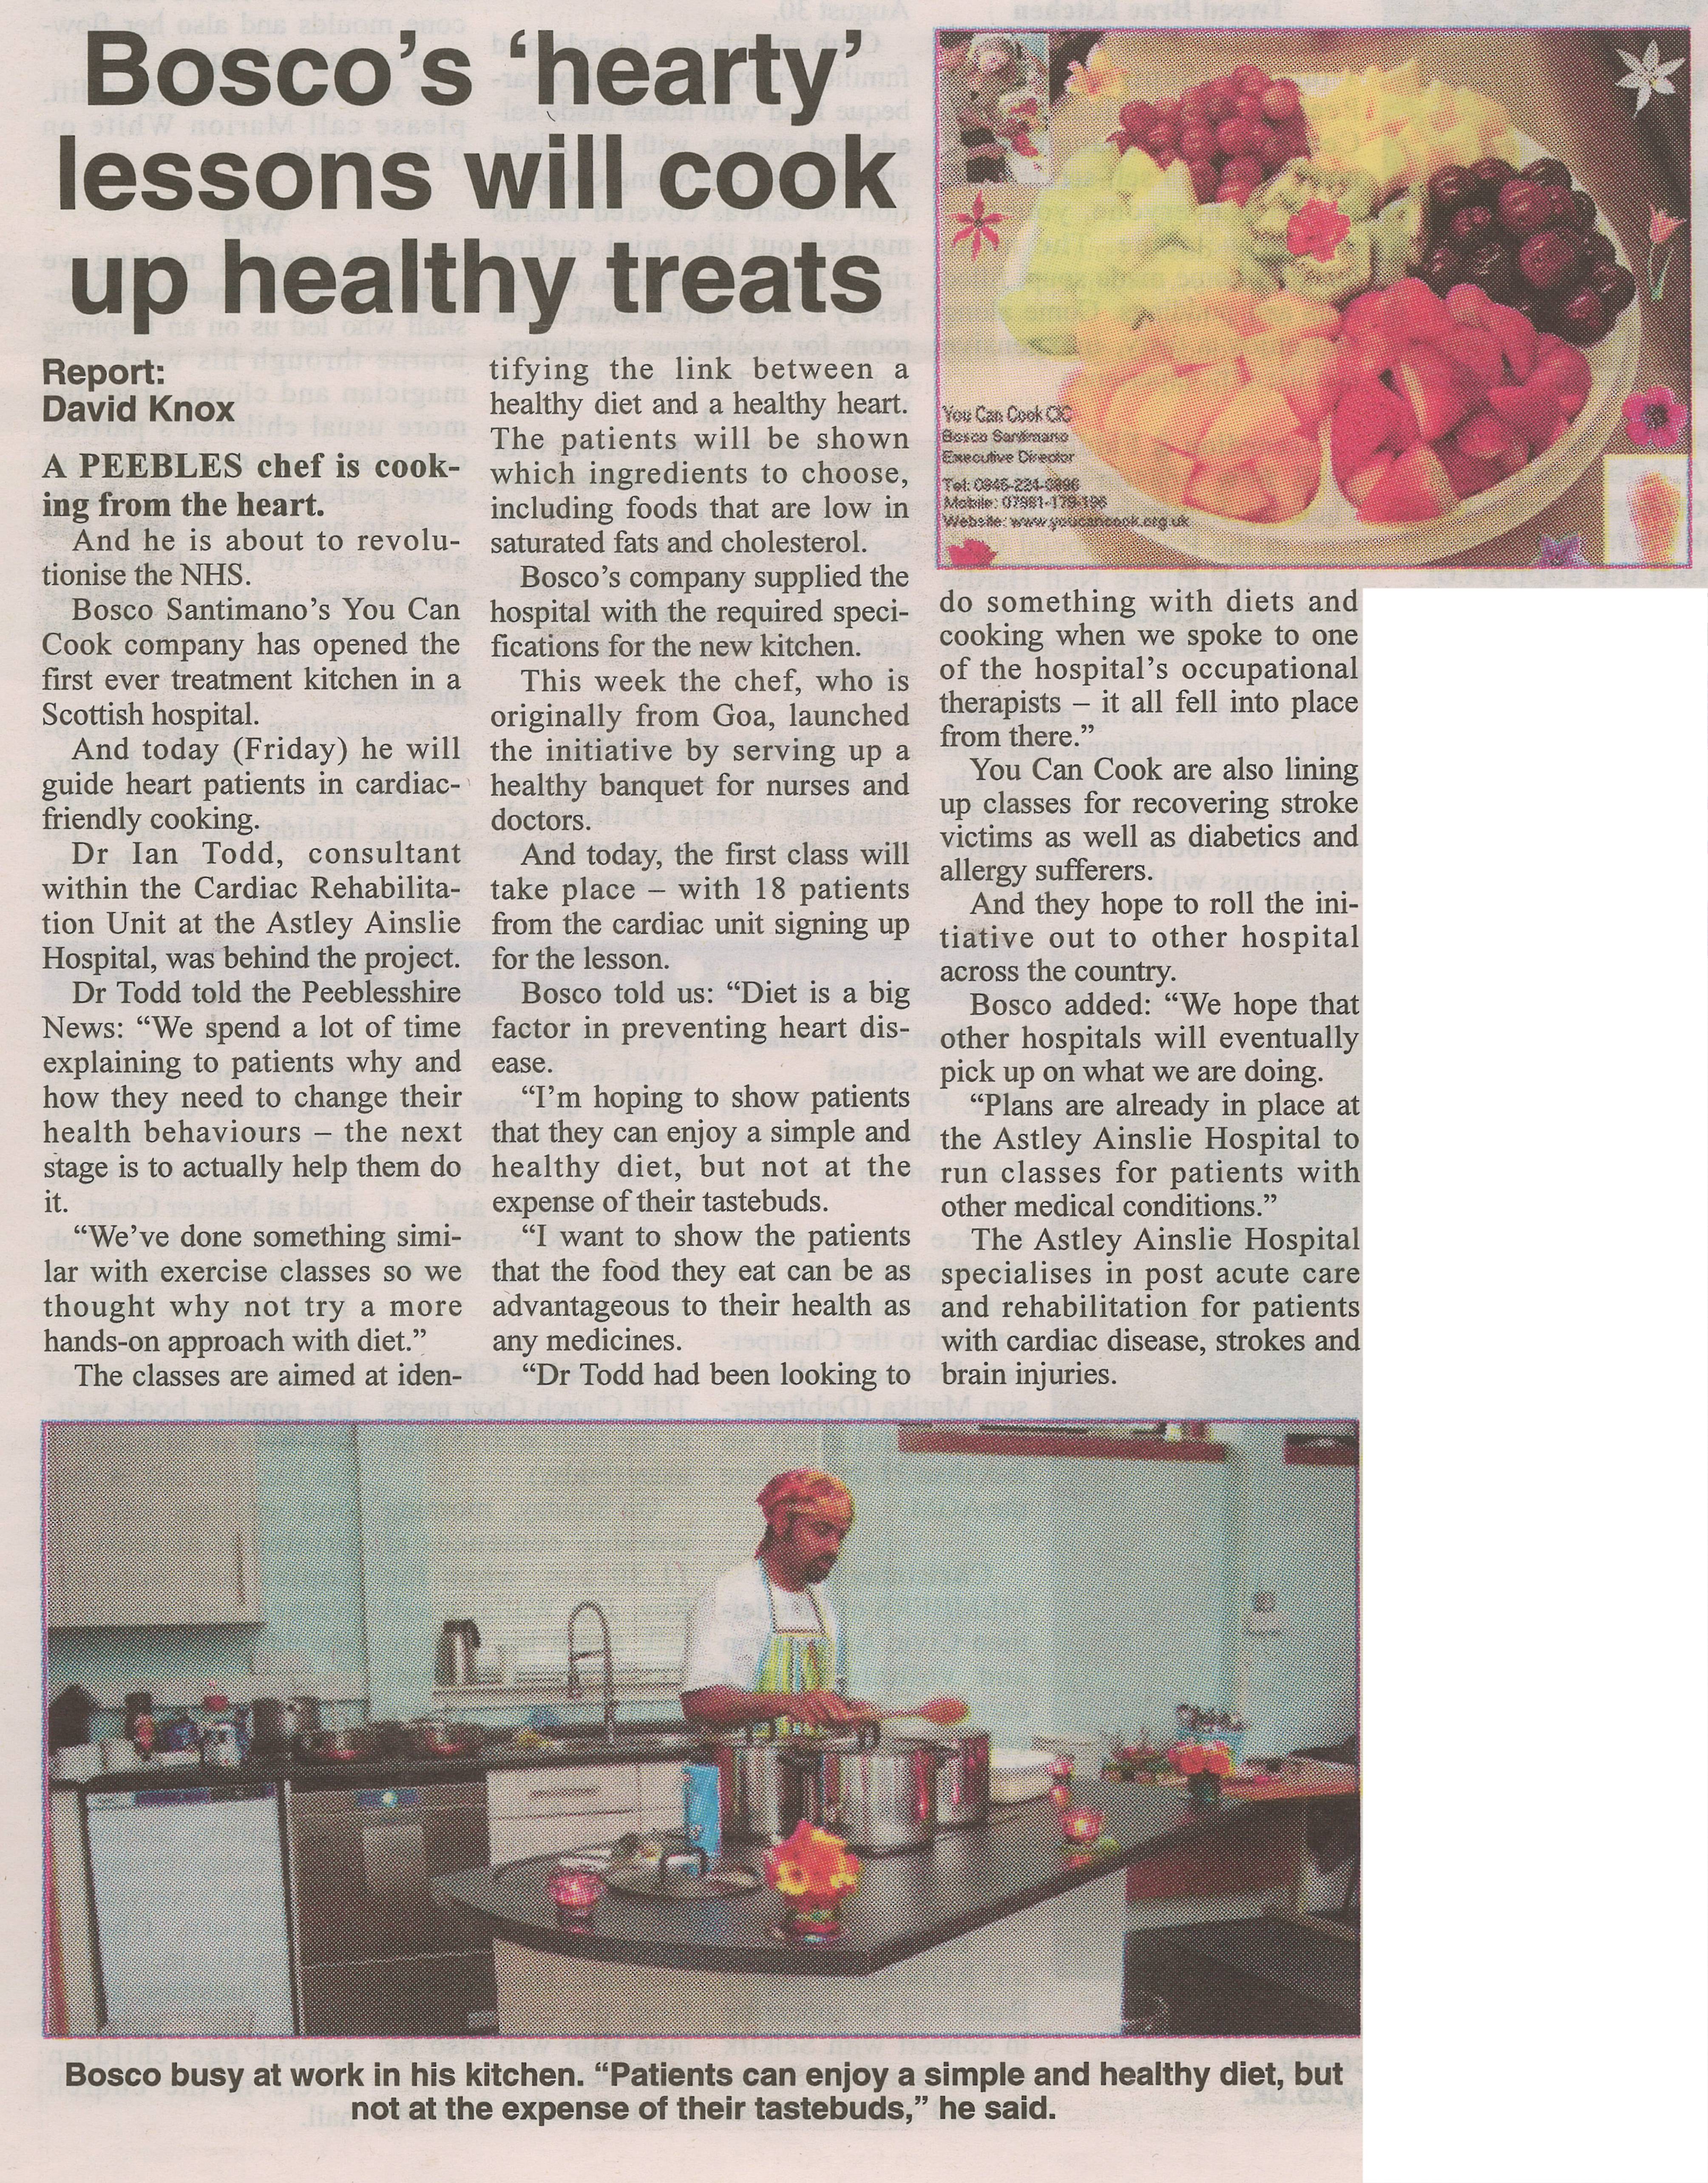 Bosco’s ‘hearty’
lessons will cook
up healthy treats
Report:
David Knox
A PEEBLES chef is cook-
ing from the heart.
And he is about to revolu-
tionise the NHS.
Bosco Santimano’s You Can
Cook company has opened the
first ever treatment kitchen in a
Scottish hospital.
And today (Friday) he will
guide heart patients in cardiac-
friendly cooking.
Dr Ian Todd, consultant
within the Cardiac Rehabilita-
tion Unit at the Astley Ainslie
Hospital, was behind the project.
Dr Todd told the Peeblesshire
News: “We spend a lot of time
explaining to patients why and
how they need to change their
health behaviours – the next
stage is to actually help them do
it.
“We’ve done something simi-
lar with exercise classes so we
thought why not try a more
hands-on approach with diet.”
The classes are aimed at iden-
tifying the link between a
healthy diet and a healthy heart.
The patients will be shown
which ingredients to choose,
including foods that are low in
saturated fats and cholesterol.
Bosco’s company supplied the
hospital with the required speci-
fications for the new kitchen.
This week the chef, who is
originally from Goa, launched
the initiative by serving up a
healthy banquet for nurses and
doctors.
And today, the first class will
take place – with 18 patients
from the cardiac unit signing up
for the lesson.
Bosco told us: “Diet is a big
factor in preventing heart dis-
ease.
“I’m hoping to show patients
that they can enjoy a simple and
healthy diet, but not at the
expense of their tastebuds.
“I want to show the patients
that the food they eat can be as
advantageous to their health as
any medicines.
“Dr Todd had been looking to
You Can Cook CIC
Bosco Santimano
Executive Director
Tel: 0845-224-0896
Mobile: 07981-179-196
Website: www.youcancook.org.uk
do something with diets and
cooking when we spoke to one
of the hospital’s occupational
therapists – it all fell into place
from there.”
You Can Cook are also lining
up classes for recovering stroke
victims as well as diabetics and
allergy sufferers.
And they hope to roll the ini-
tiative out to other hospital
across the country.
Bosco added: “We hope that
other hospitals will eventually
pick up on what we are doing.
“Plans are already in place at
the Astley Ainslie Hospital to
run classes for patients with
other medical conditions.”
The Astley Ainslie Hospital
specialises in post acute care
and rehabilitation for patients
with cardiac disease, strokes and
brain injuries.
Bosco busy at work in his kitchen. “Patients can enjoy a simple and healthy diet, but
not at the expense of their tastebuds,” he said.